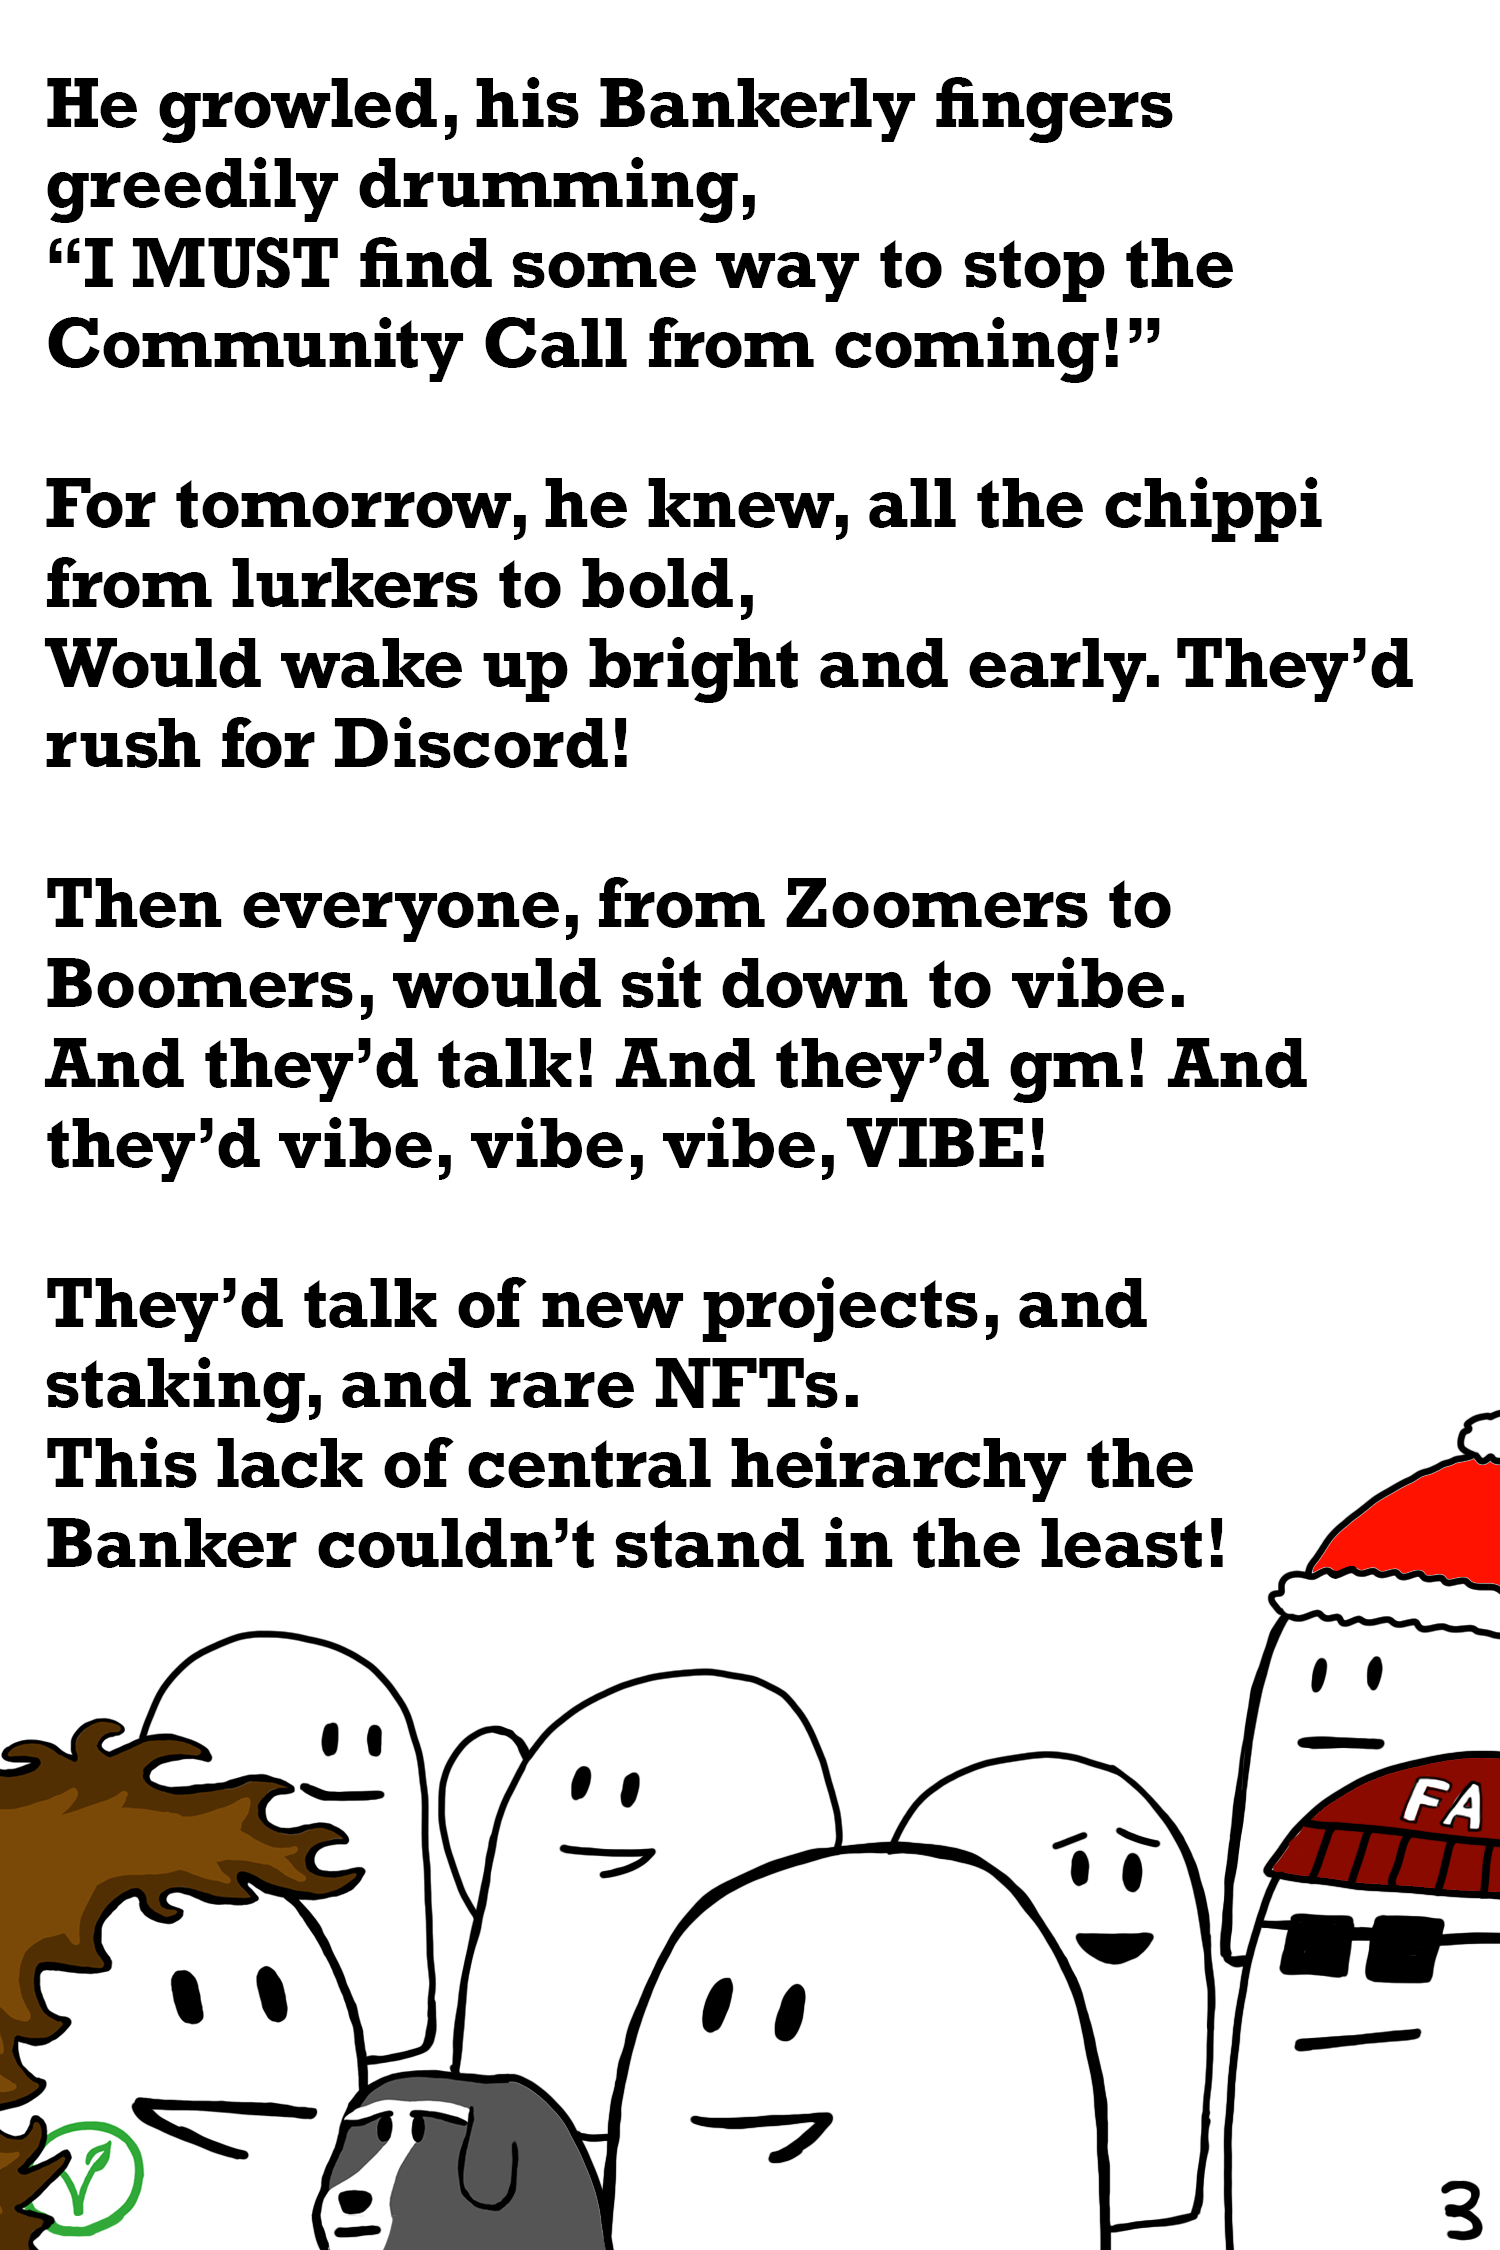 He growled, his Bankerly fingers
greedily drumming,
“I MUST find some way to stop the
Community Call from coming!”
For tomorrow, he knew, all the chippi
from lurkers to bold,
Would wake up bright and early. They’d
rush for Discord!
Then everyone, from Zoomers to
Boomers, would sit down to vibe.
And they’d talk! And they’d gm! And
they’d vibe, vibe, vibe, VIBE!
They’d talk of new projects, and
staking, and rare NFTs.
This lack of central heirarchy the
Banker couldn’t stand in the least!
FA
3